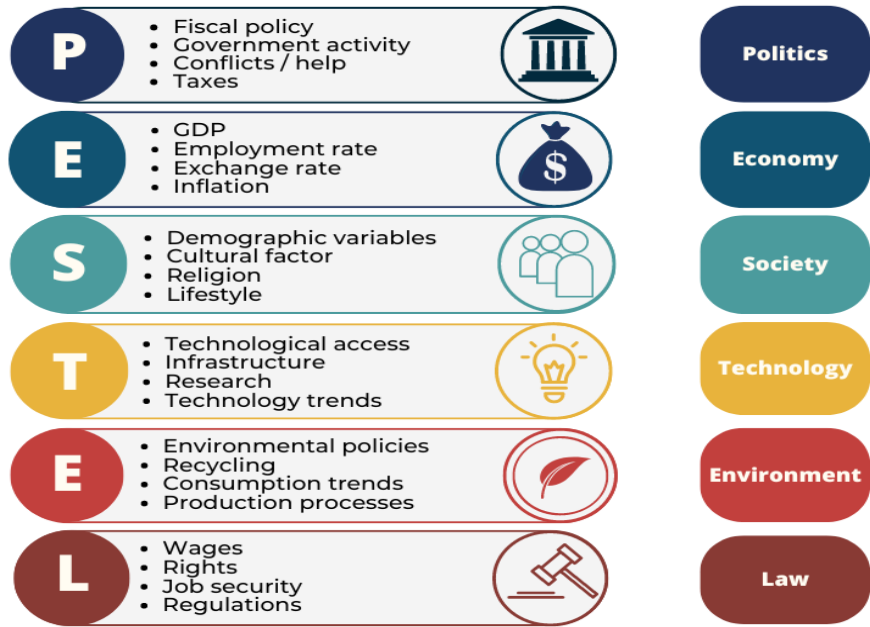 P
• Fiscal policy
• Government activity
• Conflicts / help
• Taxes
Politics
E
• GDP
• Employment rate
• Exchange rate
• Inflation
$
Economy
S
• Demographic variables
• Cultural factor
• Religion
• Lifestyle
Society
T
• Technological access
• Infrastructure
• Research
• Technology trends
Technology
E
• Environmental policies
• Recycling
• Consumption trends
• Production processes
Environment
L
• Wages
• Rights
• Job security
• Regulations
Law